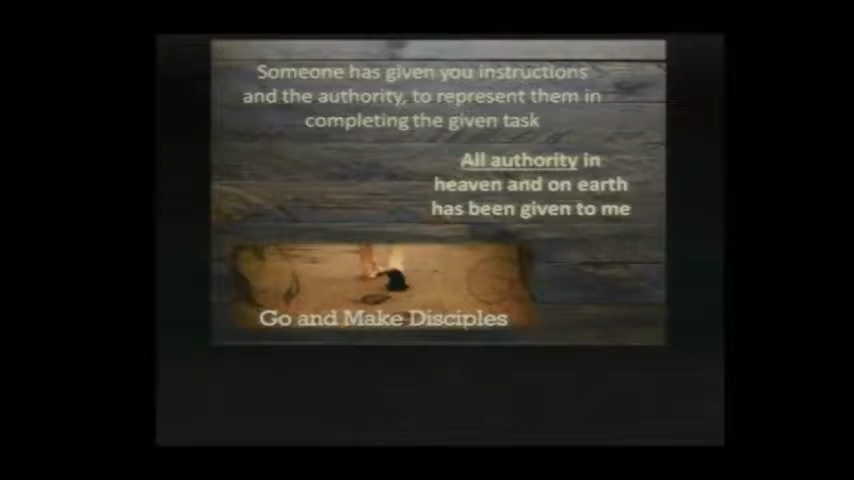 Someone has given you instructions
and the authority, to represent them in
completing the given task
All authority in
heaven and on earth
has been given to me
Go and Make Disciples